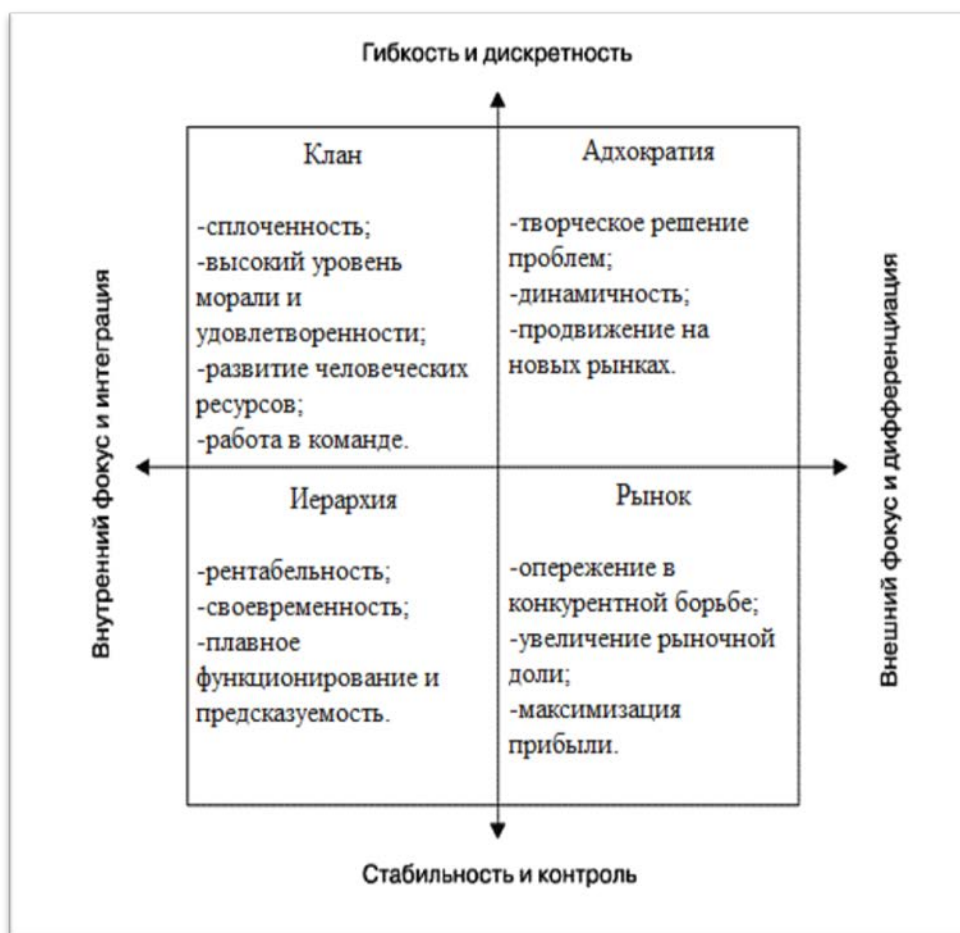 Гибкость и дискретность
Клан
-сплоченность;
-высокий уровень
морали и
удовлетворенности;
-развитие человеческих
ресурсов;
-работа в команде.
Адхократия
-творческое решение
проблем;
-динамичность;
-продвижение на
новых рынках.
Внутренний фокус и интеграция
Внешний фокус и дифференциация
Иерархия
-рентабельность;
-своевременность;
-плавное
функционирование и
предсказуемость.
Рынок
-опережение в
конкурентной борьбе;
-увеличение рыночной
доли;
-максимизация
прибыли.
Стабильность и контроль